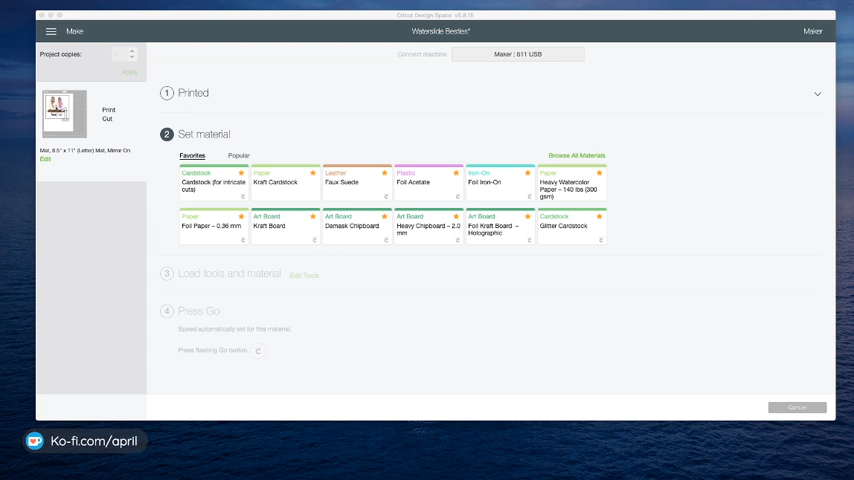 Cricut Design Space v5.8.15
Make
Waterside Besties*
Maker
Project copies:
Apply
Connect machine
Maker : 611 USB
Print
Cut
Mat, 8.5" x 11" (Letter) Mat, Mirror On
Edit
1 Printed
2 Set material
Favorites Popular Browse All Materials
Cardstock
Cardstock (for intricate cuts)
Paper
Kraft Cardstock
Leather
Faux Suede
Plastic
Foil Acetate
Iron-On
Foil Iron-On
Paper
Heavy Watercolor
Paper – 140 lbs (300
gsm)
Paper
Foil Paper – 0.36 mm
Art Board
Kraft Board
Art Board
Damask Chipboard
Art Board
Heavy Chipboard – 2.0
mm
Art Board
Foil Kraft Board –
Holographic
Cardstock
Glitter Cardstock
3 Load tools and material Edit Tools
4 Press Go
Speed automatically set for this material.
Press flashing Go button.
Cancel
Ko-fi.com/april